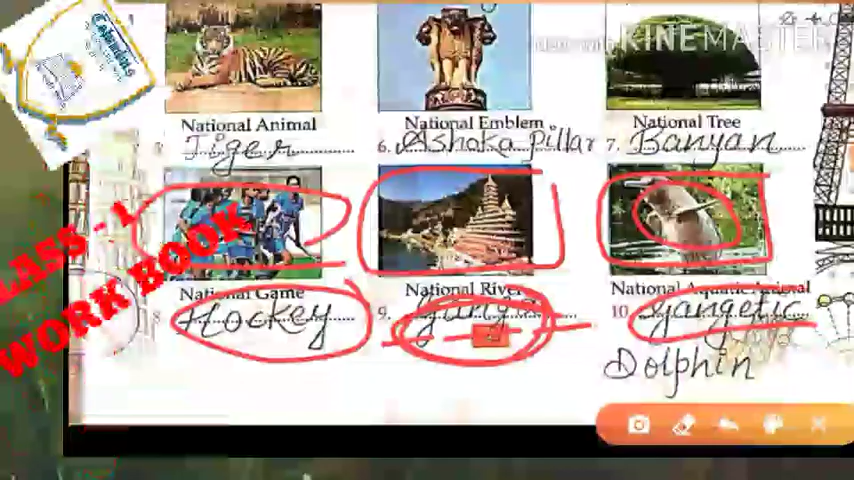 Columbus
KINEMASTER
National Animal
National Emblem
National Tree
Tiger
6. Ashoka Pillar
7. Banyan
CLASS - 1
WORK BOOK
National Game
National River
National Aquatic Animal
8. Hockey
9.
10. gangetic
Dolphin